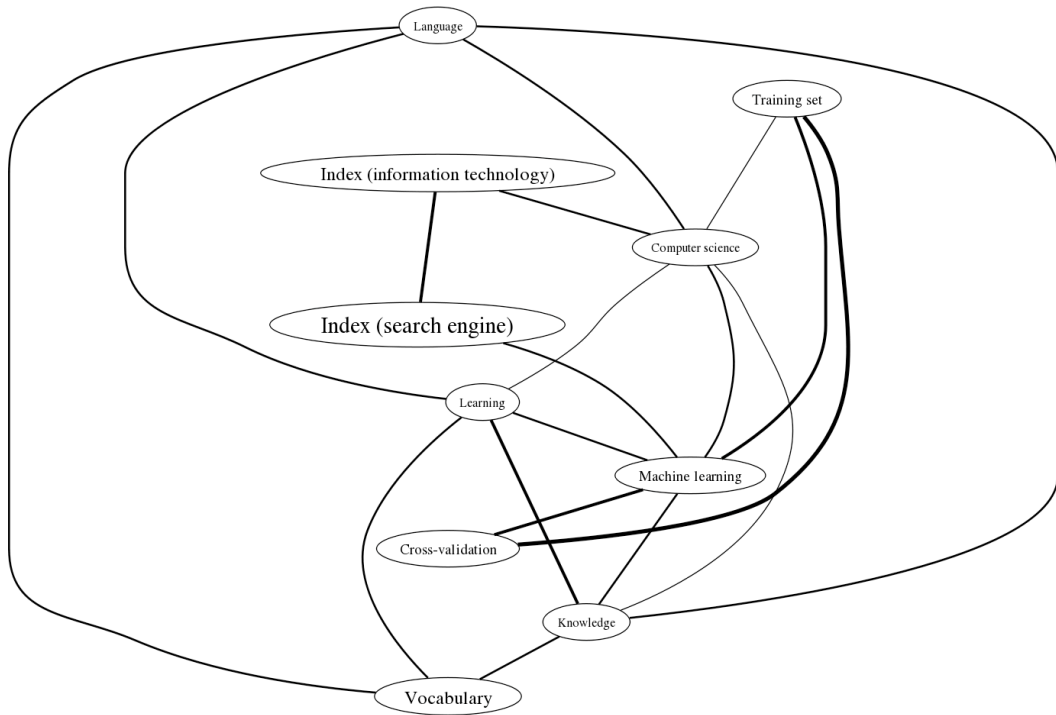 Language
Training set
Index (information technology)
Computer science
Index (search engine)
Learning
Machine learning
Cross-validation
Knowledge
Vocabulary